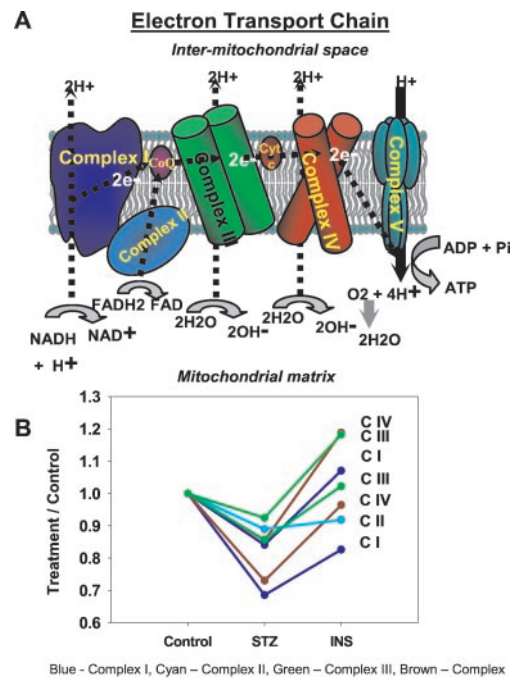 Electron Transport Chain
A
Inter-mitochondrial space
2H+
2H+
2H+
H+
Complex I
CoQ
2e-
Complex II
Complex III
2e-
Cyt c
Complex IV
2e-
Complex V
ADP + Pi
ATP
FADH2 FAD
NADH
+ H+
NAD+
2H2O
2OH-
2H2O
2OH-
O2 + 4H+
2H2O
Mitochondrial matrix
B
Treatment / Control
1.3
1.2
1.1
1.0
0.9
0.8
0.7
0.6
C IV
C III
C I
C III
C IV
C II
C I
Control
STZ
INS
Blue - Complex I, Cyan – Complex II, Green – Complex III, Brown – Complex